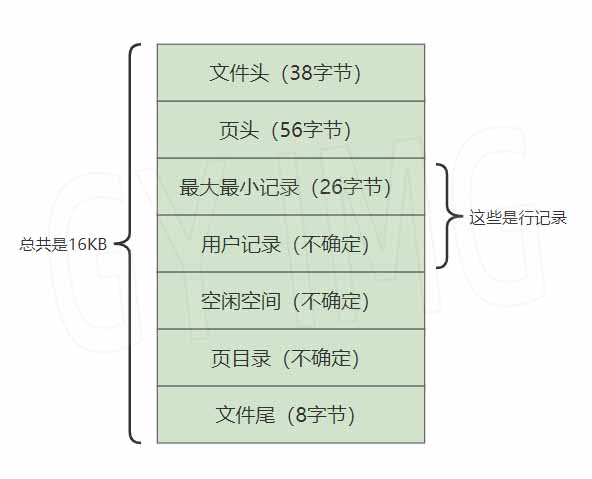 文件头（38字节）
页头（56字节）
最大最小记录（26字节）
这些是行记录
用户记录（不确定）
总共是16KB
空闲空间（不确定）
页目录（不确定）
文件尾（8字节）
GY IMG